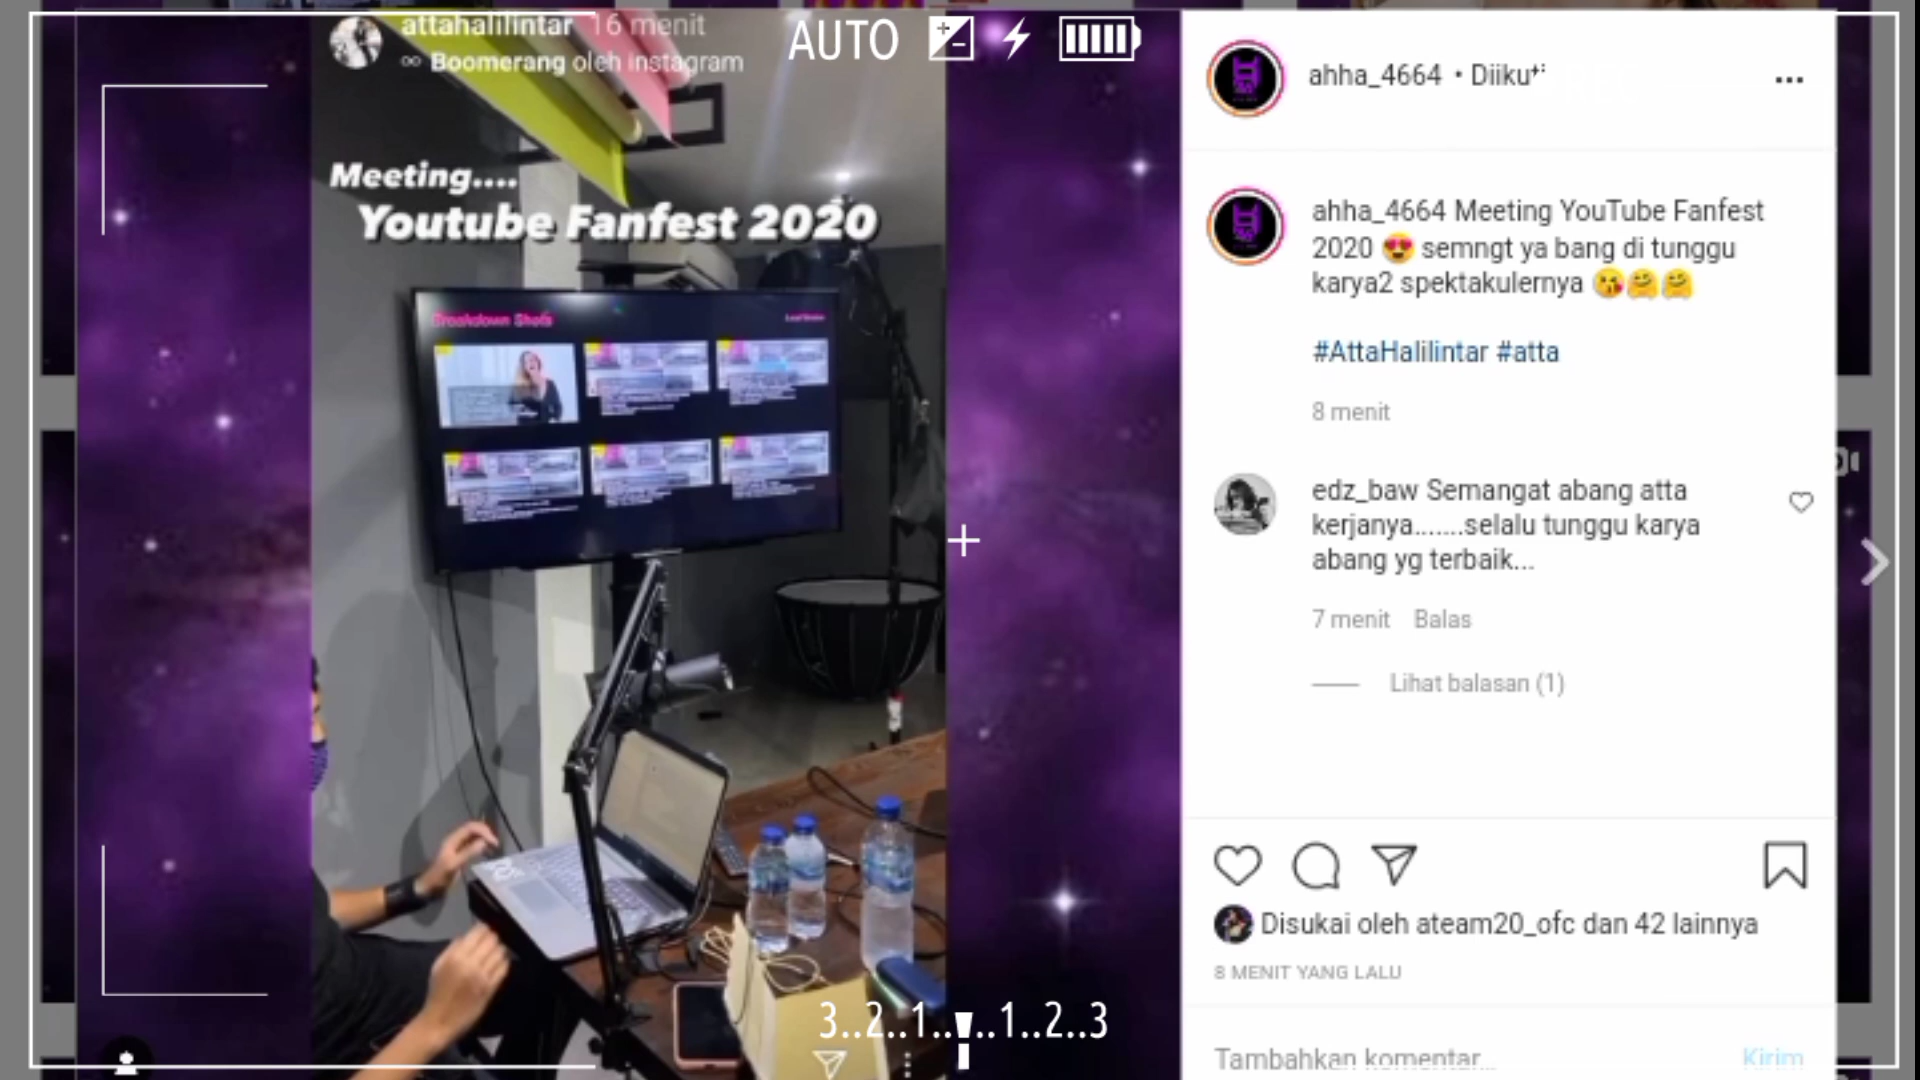 attahalilintar 16 menit
∞ Boomerang oleh instagram
AUTO
Meeting....
Youtube Fanfest 2020
Breakdown Shots
ahha_4664 • Diikuti
ahha_4664 Meeting YouTube Fanfest
2020 😍 semngt ya bang di tunggu
karya2 spektakulernya 😘🤗🤗
#AttaHalilintar #atta
8 menit
edz_baw Semangat abang atta
kerjanya.......selalu tunggu karya
abang yg terbaik...
7 menit Balas
Lihat balasan (1)
Disukai oleh ateam20_ofc dan 42 lainnya
8 MENIT YANG LALU
Tambahkan komentar...
Kirim
3..2..1.....1..2..3